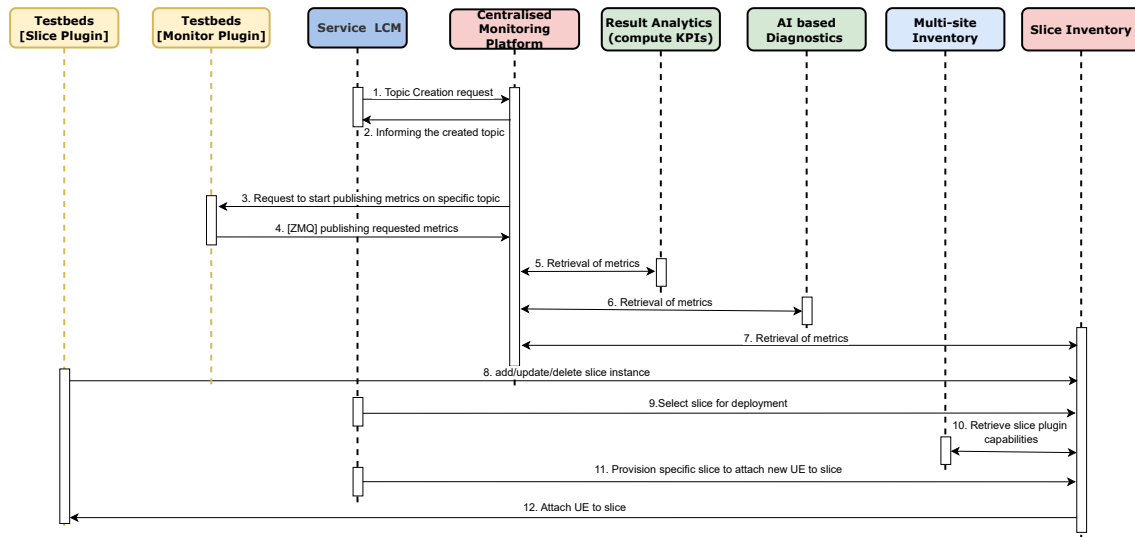 Testbeds
[Slice Plugin]
Testbeds
[Monitor Plugin]
Service LCM
Centralised
Monitoring
Platform
Result Analytics
(compute KPIs)
AI based
Diagnostics
Multi-site
Inventory
Slice Inventory
1. Topic Creation request
2. Informing the created topic
3. Request to start publishing metrics on specific topic
4. [ZMQ] publishing requested metrics
5. Retrieval of metrics
6. Retrieval of metrics
7. Retrieval of metrics
8. add/update/delete slice instance
9.Select slice for deployment
10. Retrieve slice plugin
capabilities
11. Provision specific slice to attach new UE to slice
12. Attach UE to slice